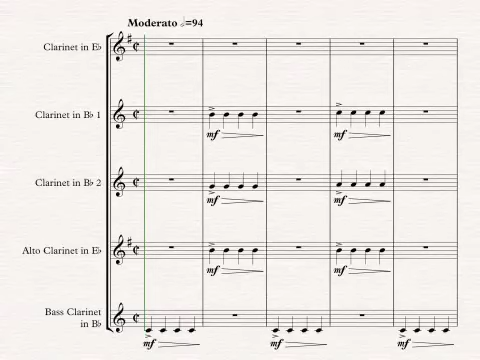 Moderato 𝅗𝅥=94
Clarinet in E♭
Clarinet in B♭ 1
mf mf
Clarinet in B♭ 2
mf mf
Alto Clarinet in E♭
mf mf
Bass Clarinet
in B♭
mf mf mf